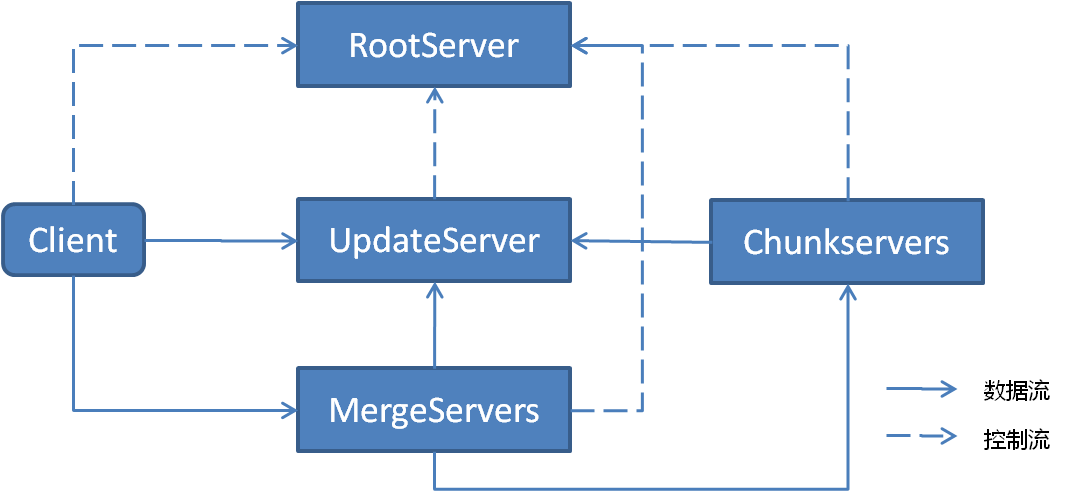 RootServer
Client
UpdateServer
Chunkservers
MergeServers
数据流
控制流